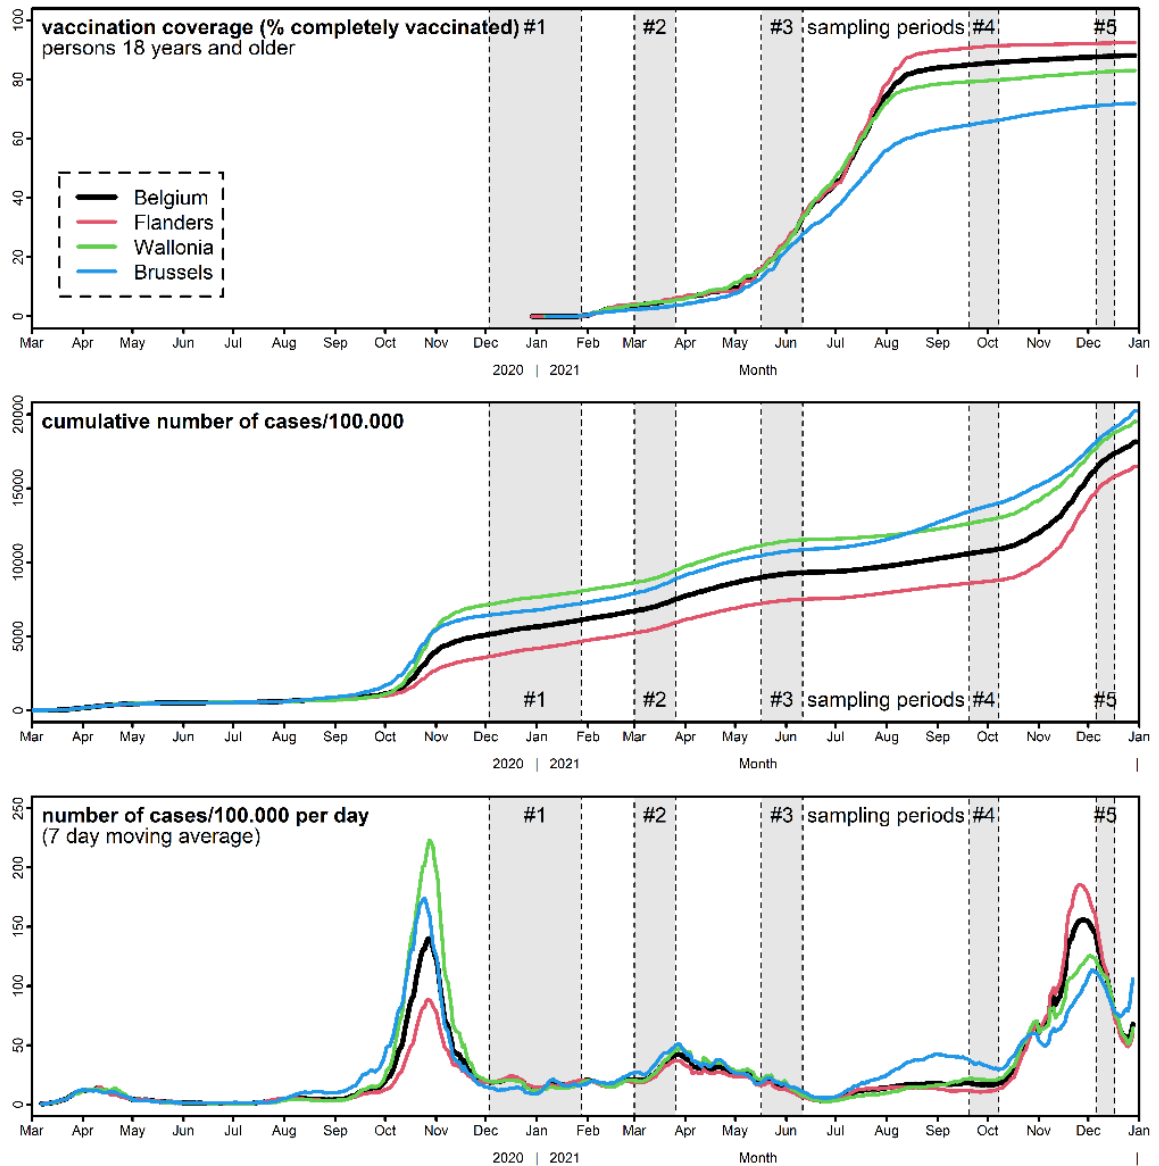 vaccination coverage (% completely vaccinated) #1 #2 #3 sampling periods #4 #5
persons 18 years and older
100
80
60
40
20
0
Belgium
Flanders
Wallonia
Brussels
Mar Apr May Jun Jul Aug Sep Oct Nov Dec Jan Feb Mar Apr May Jun Jul Aug Sep Oct Nov Dec Jan
2020 | 2021 Month |
cumulative number of cases/100.000
20000
15000
10000
50000
0
#1 #2 #3 sampling periods #4 #5
Mar Apr May Jun Jul Aug Sep Oct Nov Dec Jan Feb Mar Apr May Jun Jul Aug Sep Oct Nov Dec Jan
2020 | 2021 Month |
number of cases/100.000 per day #1 #2 #3 sampling periods #4 #5
(7 day moving average)
250
200
150
100
50
0
Mar Apr May Jun Jul Aug Sep Oct Nov Dec Jan Feb Mar Apr May Jun Jul Aug Sep Oct Nov Dec Jan
2020 | 2021 Month |